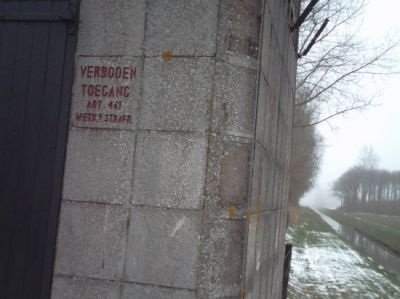 VERBODEN
TOEGANG
ART. 461
WETB.V.STRAFR.